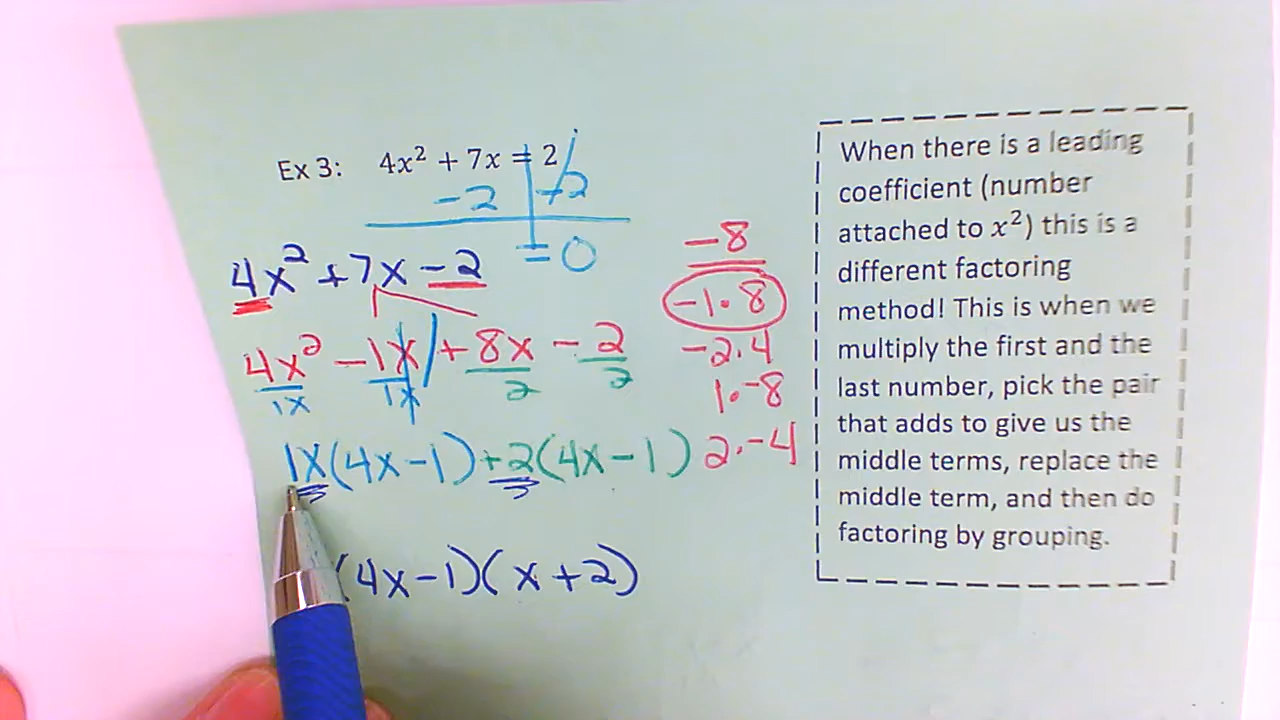 Ex 3: 4x² + 7x = 2
-2 -2
= 0
4x² + 7x - 2
4x² - 1x + 8x - 2
1x 1x 2 2
1x(4x - 1) + 2(4x - 1)
(4x - 1)(x + 2)
-8
-1 · 8
-2 · 4
1 · -8
2 · -4
When there is a leading
coefficient (number
attached to x²) this is a
different factoring
method! This is when we
multiply the first and the
last number, pick the pair
that adds to give us the
middle terms, replace the
middle term, and then do
factoring by grouping.